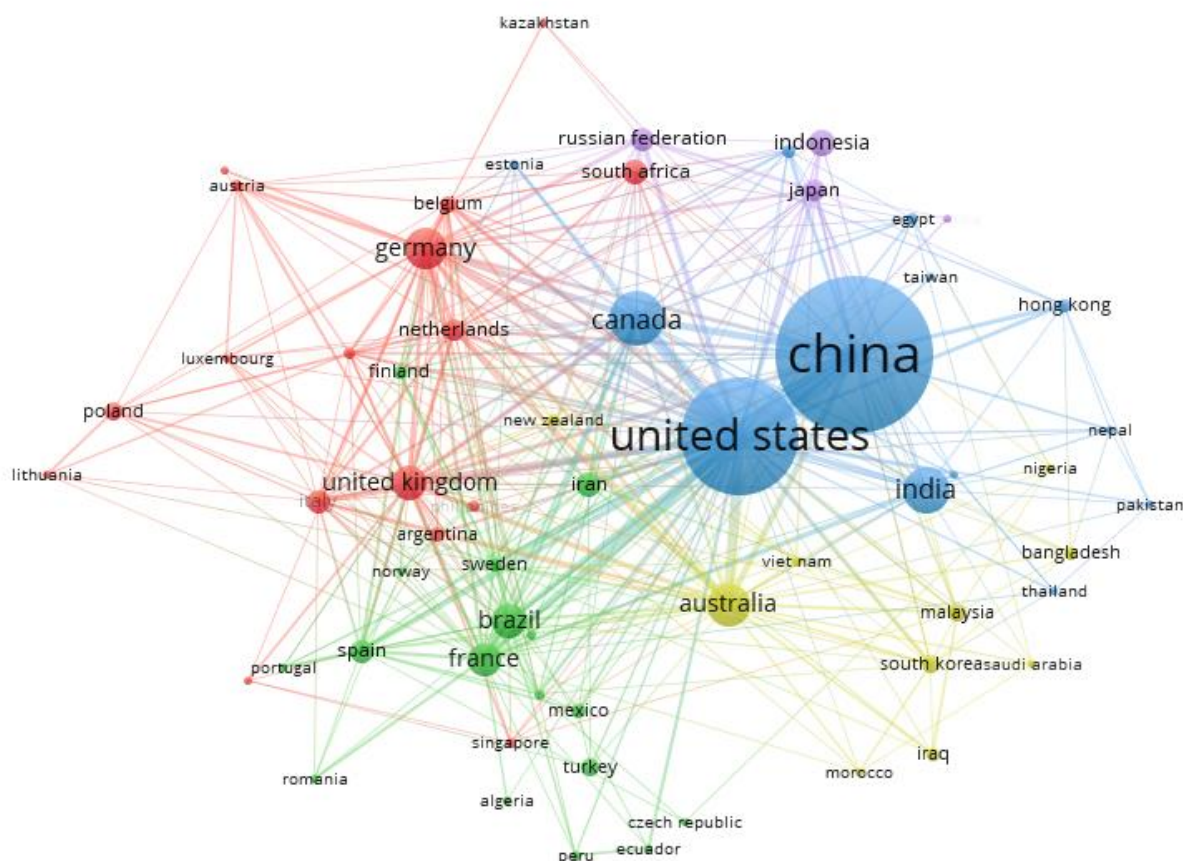 kazakhstan
russian federation
indonesia
estonia
south africa
austria
japan
belgium
egypt
germany
taiwan
hong kong
canada
netherlands
china
luxembourg
finland
poland
new zealand
united states
nepal
nigeria
lithuania
united kingdom
iran
india
italy
pakistan
argentina
bangladesh
viet nam
sweden
norway
thailand
australia
malaysia
brazil
spain
france
south korea
saudi arabia
portugal
mexico
singapore
iraq
turkey
morocco
romania
algeria
czech republic
ecuador
peru